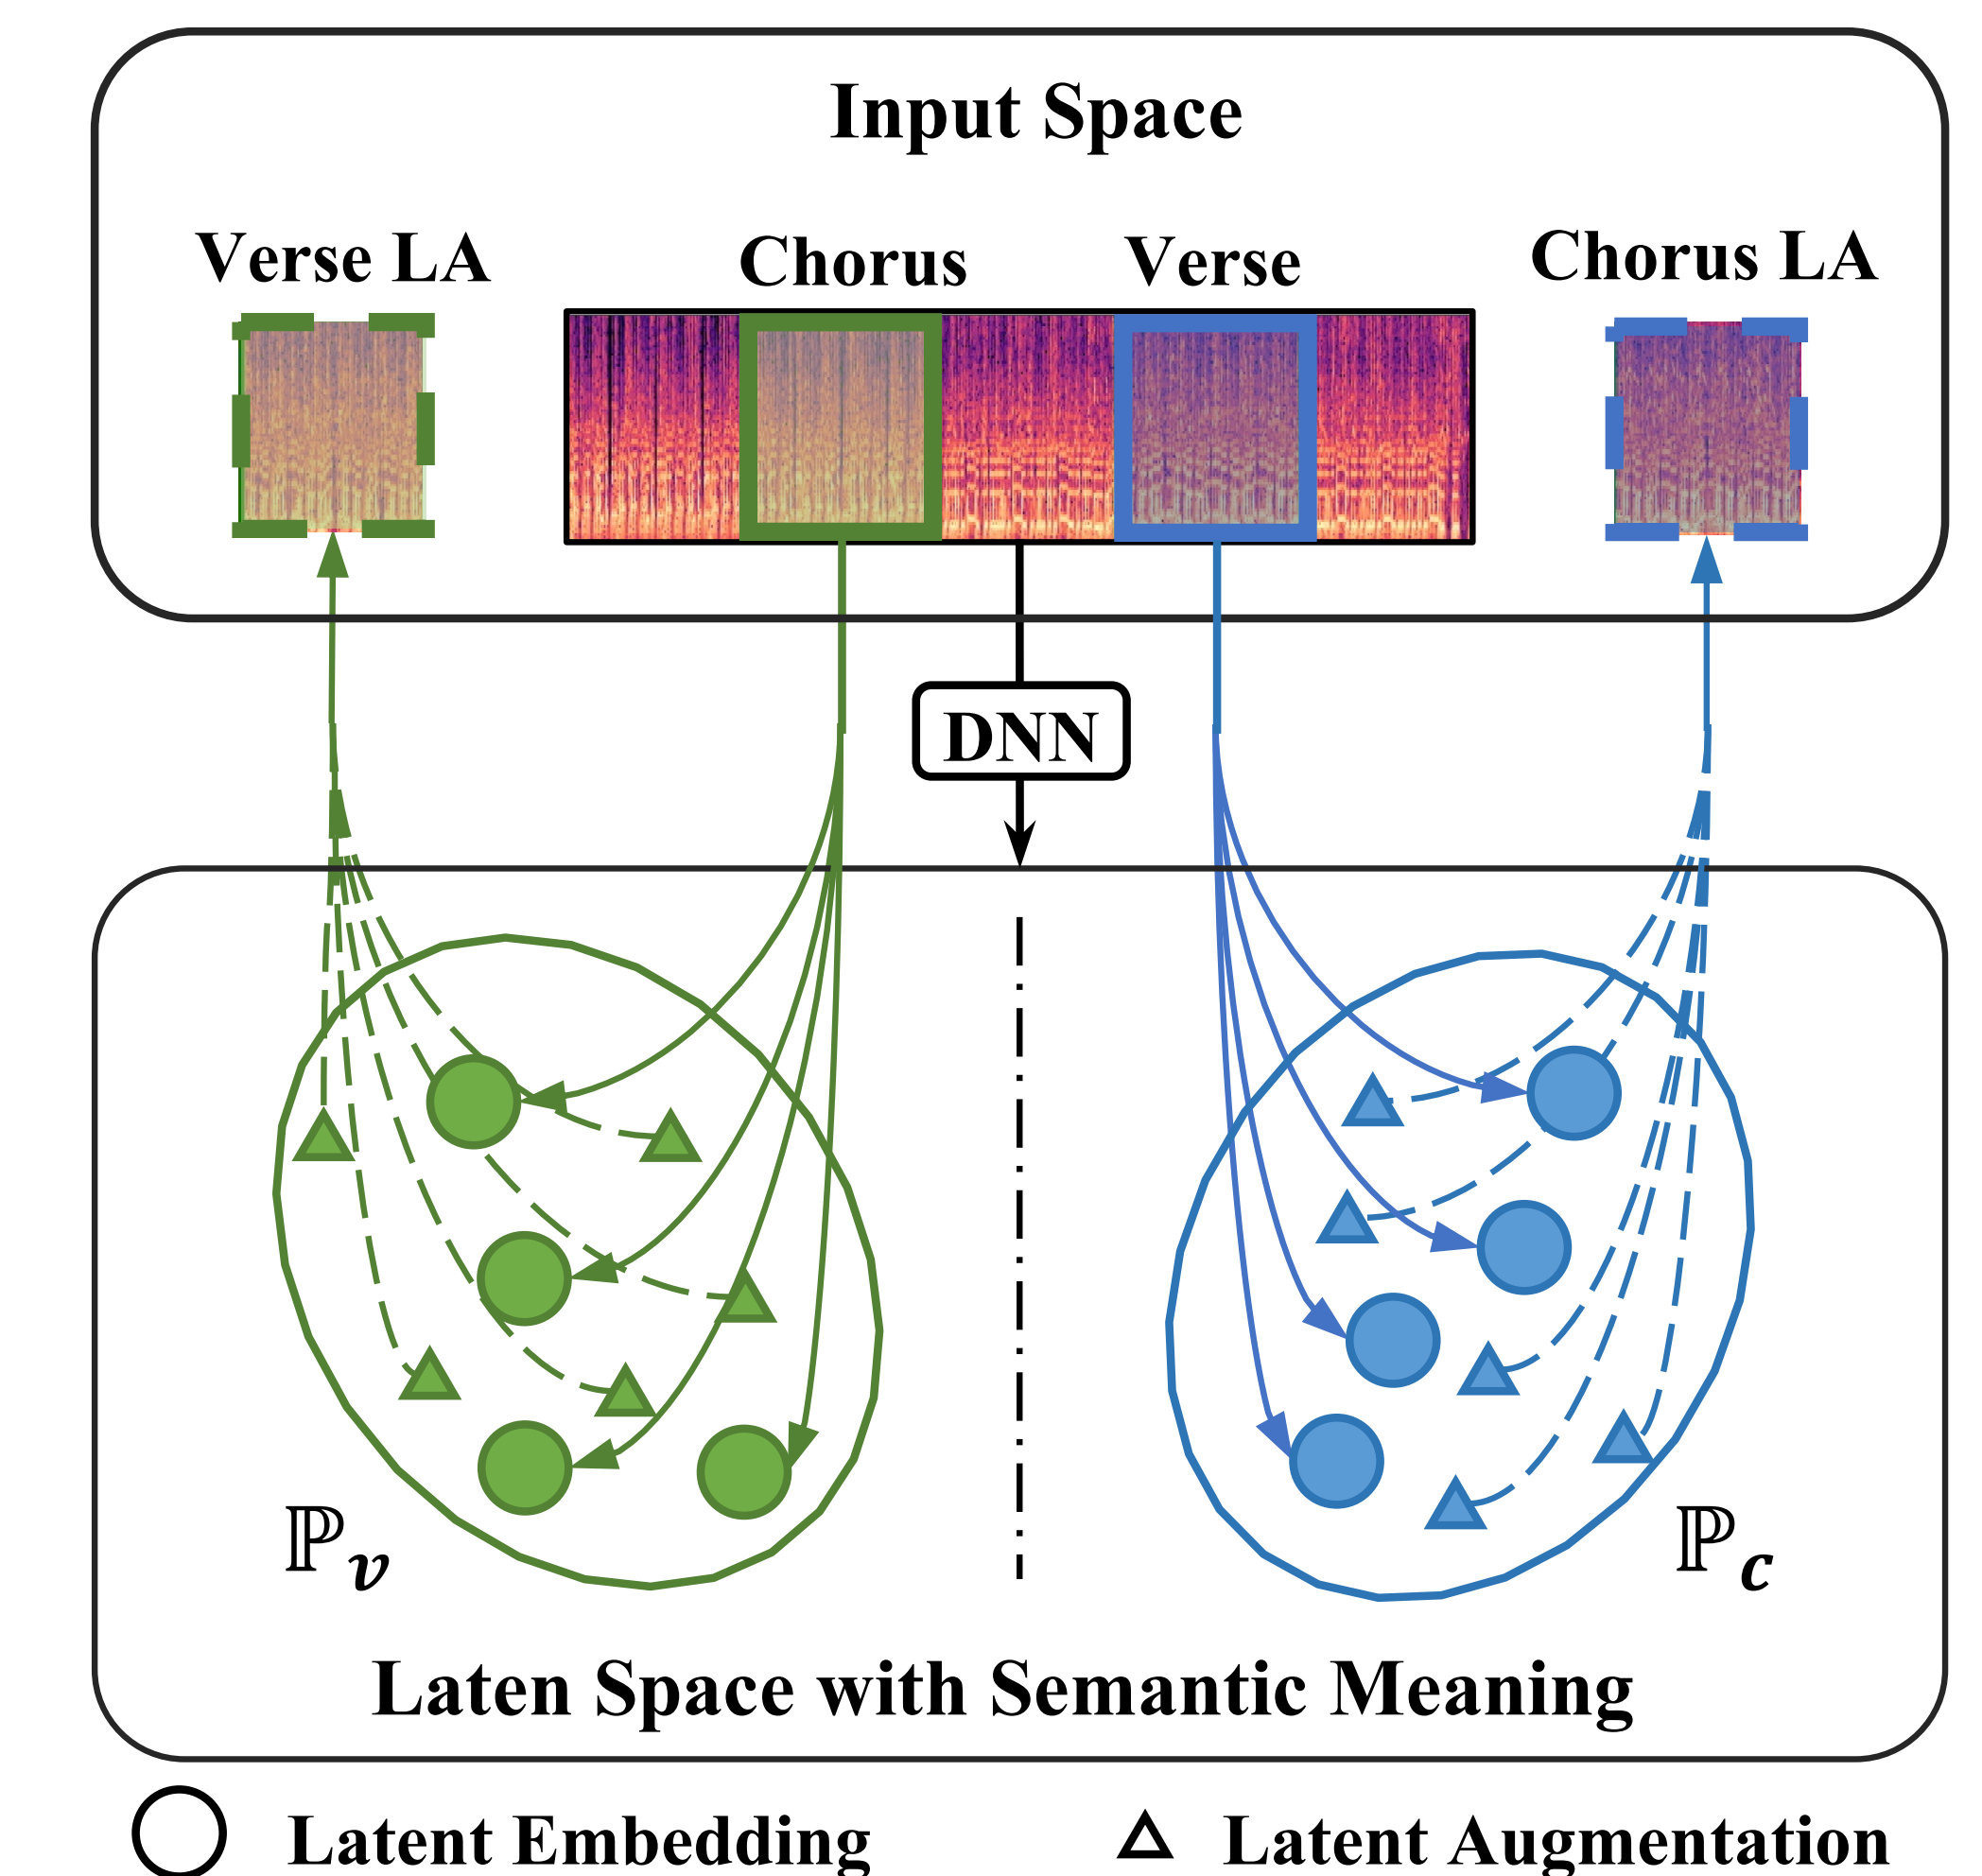 Input Space
Verse LA
Chorus
Verse
Chorus LA
DNN
ℙ𝒗
ℙ𝒄
Laten Space with Semantic Meaning
Latent Embedding
Latent Augmentation